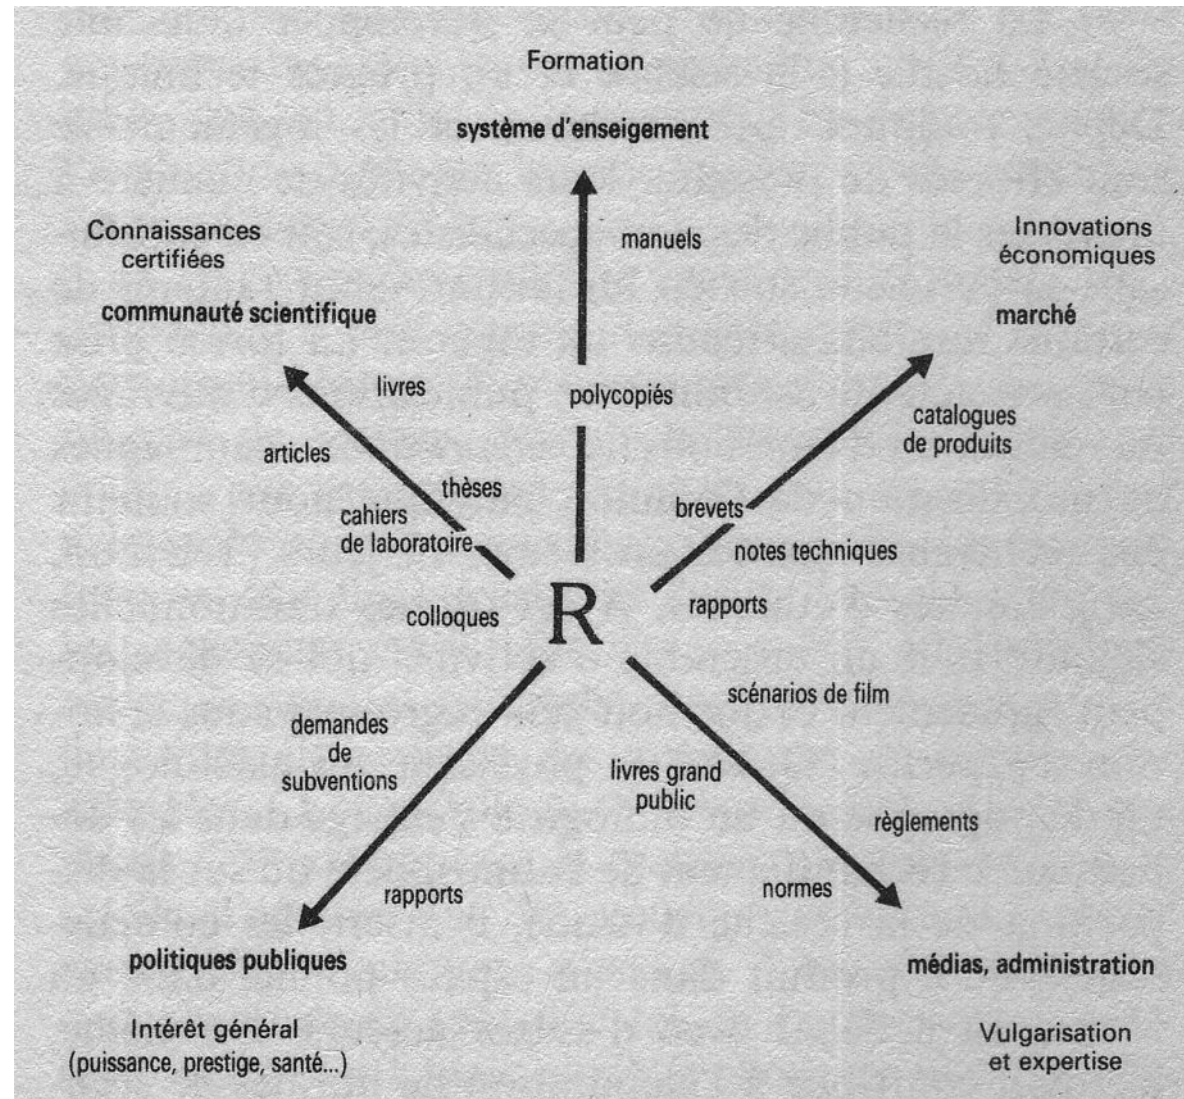 Formation
système d'enseigement
manuels
polycopiés
Connaissances
certifiées
communauté scientifique
livres
articles
thèses
cahiers
de laboratoire
colloques
Innovations
économiques
marché
catalogues
de produits
brevets
notes techniques
rapports
R
demandes
de
subventions
rapports
politiques publiques
Intérêt général
(puissance, prestige, santé...)
scénarios de film
livres grand
public
règlements
normes
médias, administration
Vulgarisation
et expertise